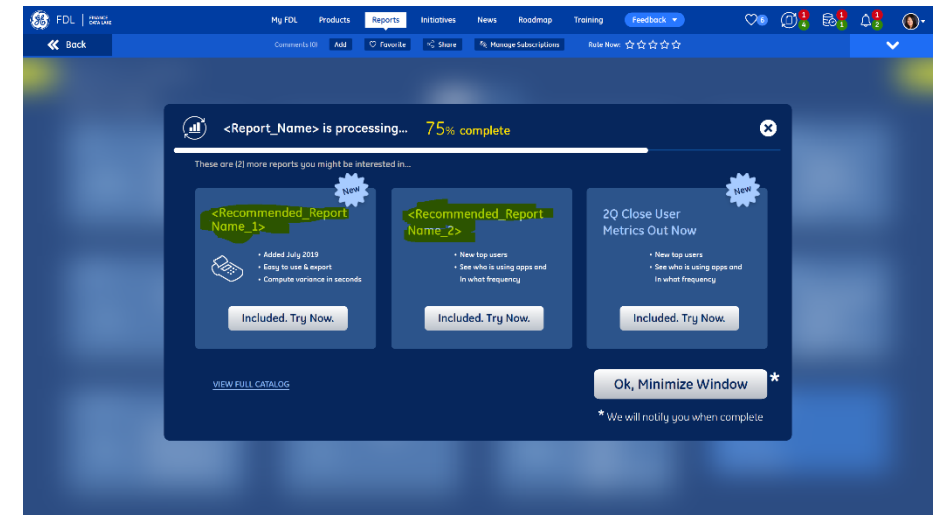 FDL FINANCE DATA LAKE My FDL Products Reports Initiatives News Roadmap Training Feedback 6 1 4 1 1 1 2
Back Comments (0) Add Favorite Share Manage Subscriptions Rate Now:
<Report_Name> is processing... 75% complete
These are (2) more reports you might be interested in...
New
<Recommended_Report
Name_1>
• Added July 2019
• Easy to use & export
• Compute variance in seconds
Included. Try Now.
<Recommended_Report
Name_2>
• New top users
• See who is using apps and
In what frequency
Included. Try Now.
New
2Q Close User
Metrics Out Now
• New top users
• See who is using apps and
In what frequency
Included. Try Now.
VIEW FULL CATALOG
Ok, Minimize Window *
* We will notify you when complete